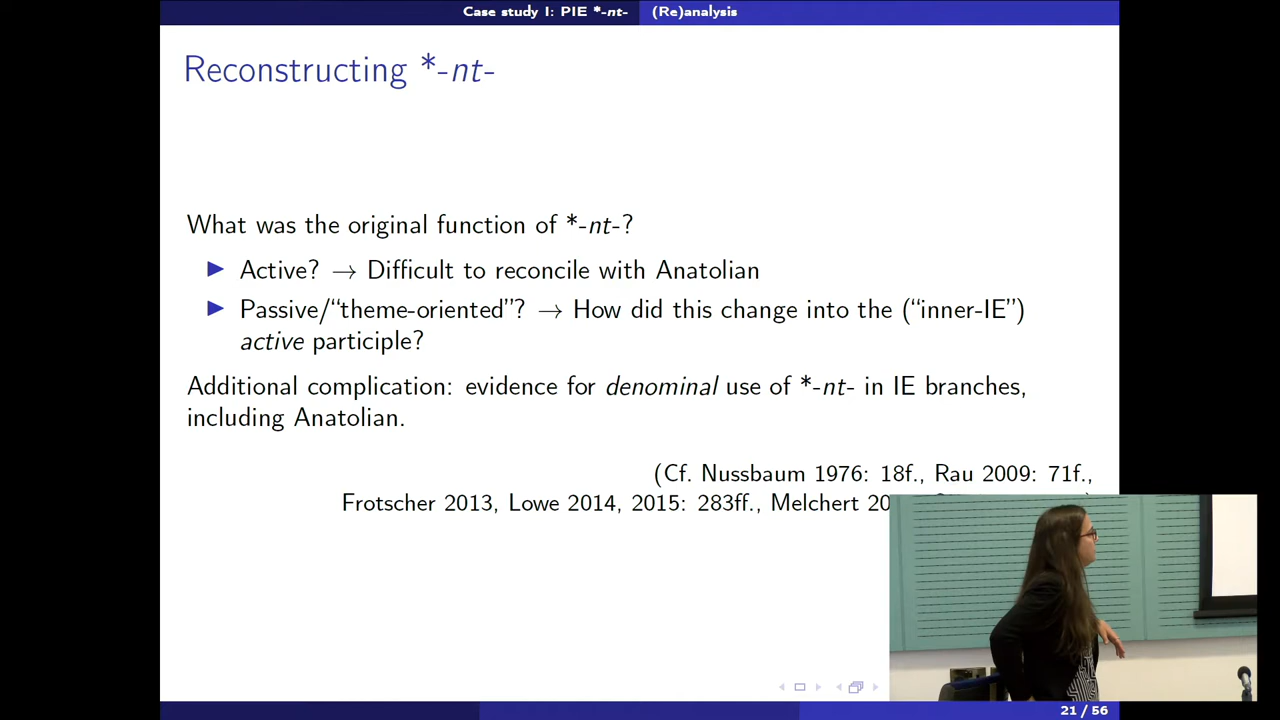 Case study I: PIE *-nt- (Re)analysis
Reconstructing *-nt-
What was the original function of *-nt-?
Active? → Difficult to reconcile with Anatolian
Passive/“theme-oriented”? → How did this change into the (“inner-IE”)
active participle?
Additional complication: evidence for denominal use of *-nt- in IE branches,
including Anatolian.
(Cf. Nussbaum 1976: 18f., Rau 2009: 71f.,
Frotscher 2013, Lowe 2014, 2015: 283ff., Melchert
21 / 56